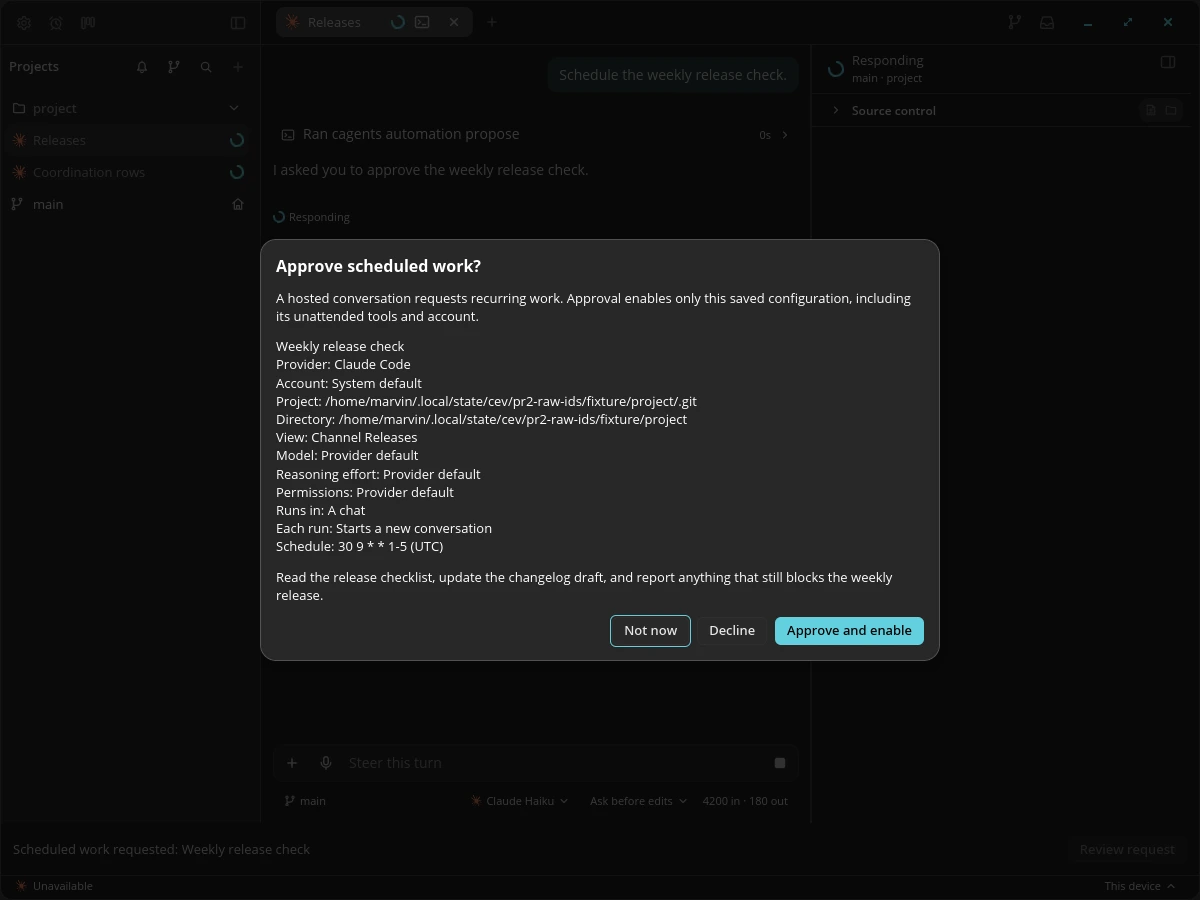 Releases
Projects
project
Releases
Coordination rows
main
Schedule the weekly release check.
Ran cagents automation propose
0s
I asked you to approve the weekly release check.
Responding
Responding
main · project
Source control
Approve scheduled work?
A hosted conversation requests recurring work. Approval enables only this saved configuration, including
its unattended tools and account.
Weekly release check
Provider: Claude Code
Account: System default
Project: /home/marvin/.local/state/cev/pr2-raw-ids/fixture/project/.git
Directory: /home/marvin/.local/state/cev/pr2-raw-ids/fixture/project
View: Channel Releases
Model: Provider default
Reasoning effort: Provider default
Permissions: Provider default
Runs in: A chat
Each run: Starts a new conversation
Schedule: 30 9 * * 1-5 (UTC)
Read the release checklist, update the changelog draft, and report anything that still blocks the weekly
release.
Not now
Decline
Approve and enable
Steer this turn
main
Claude Haiku
Ask before edits
4200 in · 180 out
Scheduled work requested: Weekly release check
Review request
Unavailable
This device